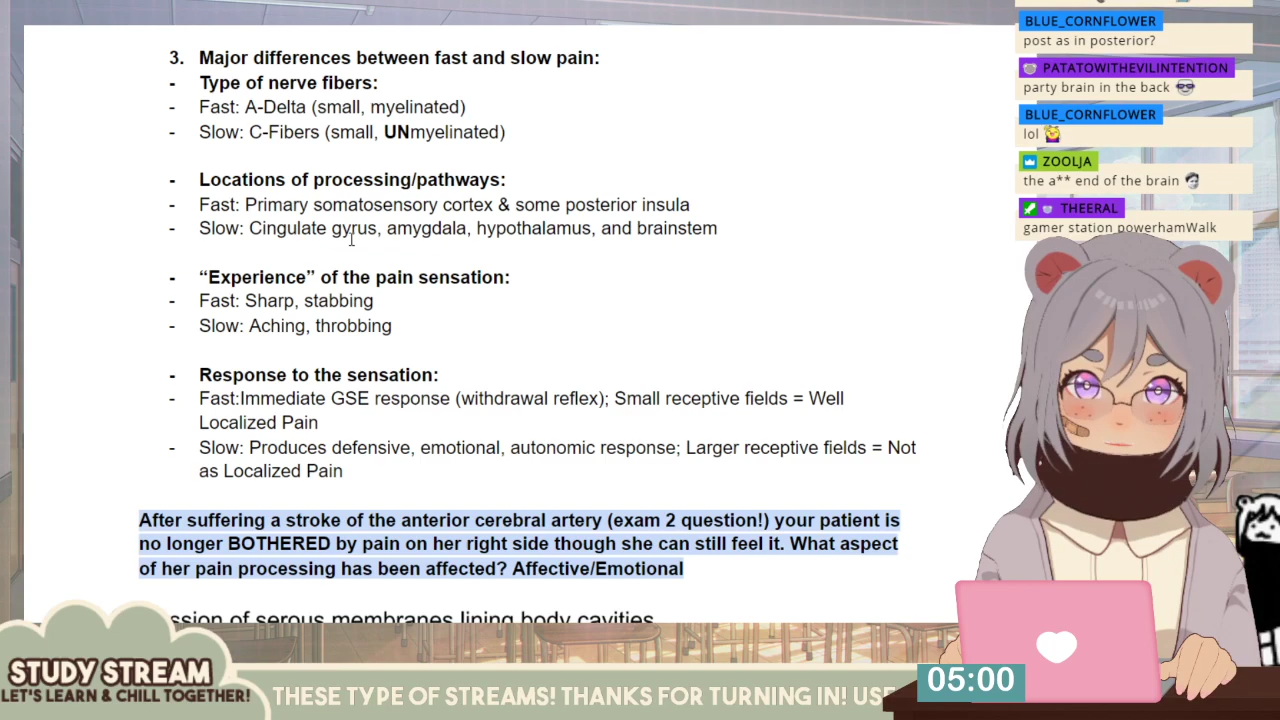 3. Major differences between fast and slow pain:
- Type of nerve fibers:
- Fast: A-Delta (small, myelinated)
- Slow: C-Fibers (small, UNmyelinated)
- Locations of processing/pathways:
- Fast: Primary somatosensory cortex & some posterior insula
- Slow: Cingulate gyrus, amygdala, hypothalamus, and brainstem
- “Experience” of the pain sensation:
- Fast: Sharp, stabbing
- Slow: Aching, throbbing
- Response to the sensation:
- Fast:Immediate GSE response (withdrawal reflex); Small receptive fields = Well
Localized Pain
- Slow: Produces defensive, emotional, autonomic response; Larger receptive fields = Not
as Localized Pain
After suffering a stroke of the anterior cerebral artery (exam 2 question!) your patient is
no longer BOTHERED by pain on her right side though she can still feel it. What aspect
of her pain processing has been affected? Affective/Emotional
ssion of serous membranes lining body cavities
BLUE_CORNFLOWER
post as in posterior?
PATATOWITHEVILINTENTION
party brain in the back
BLUE_CORNFLOWER
lol
ZOOLJA
the a** end of the brain
THEERAL
gamer station powerhamWalk
STUDY STREAM
LET'S LEARN & CHILL TOGETHER!
THESE TYPE OF STREAMS! THANKS FOR TURNING IN! USE
05:00